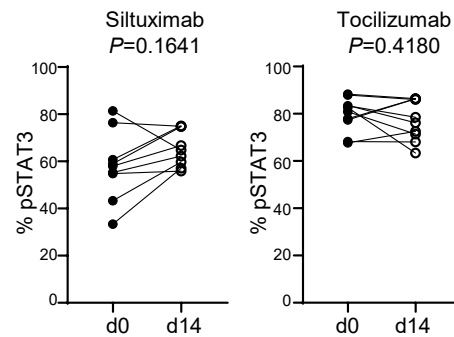 Siltuximab
P=0.1641
% pSTAT3
100
80
60
40
20
0
d0 d14
Tocilizumab
P=0.4180
% pSTAT3
100
80
60
40
20
0
d0 d14